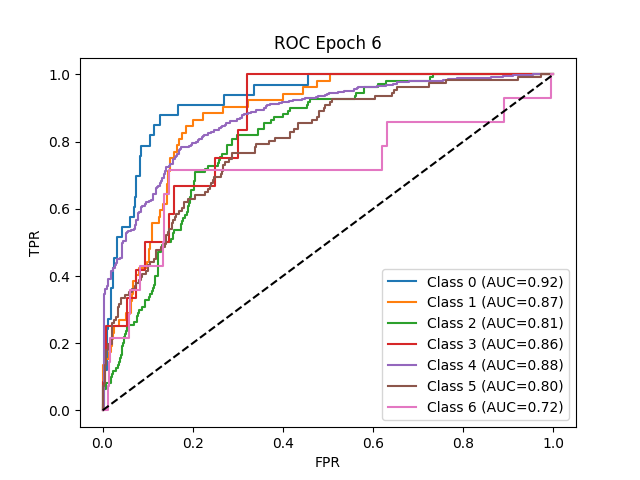 ROC Epoch 6
TPR
1.0
0.8
0.6
0.4
0.2
0.0
Class 0 (AUC=0.92)
Class 1 (AUC=0.87)
Class 2 (AUC=0.81)
Class 3 (AUC=0.86)
Class 4 (AUC=0.88)
Class 5 (AUC=0.80)
Class 6 (AUC=0.72)
0.0 0.2 0.4 0.6 0.8 1.0
FPR